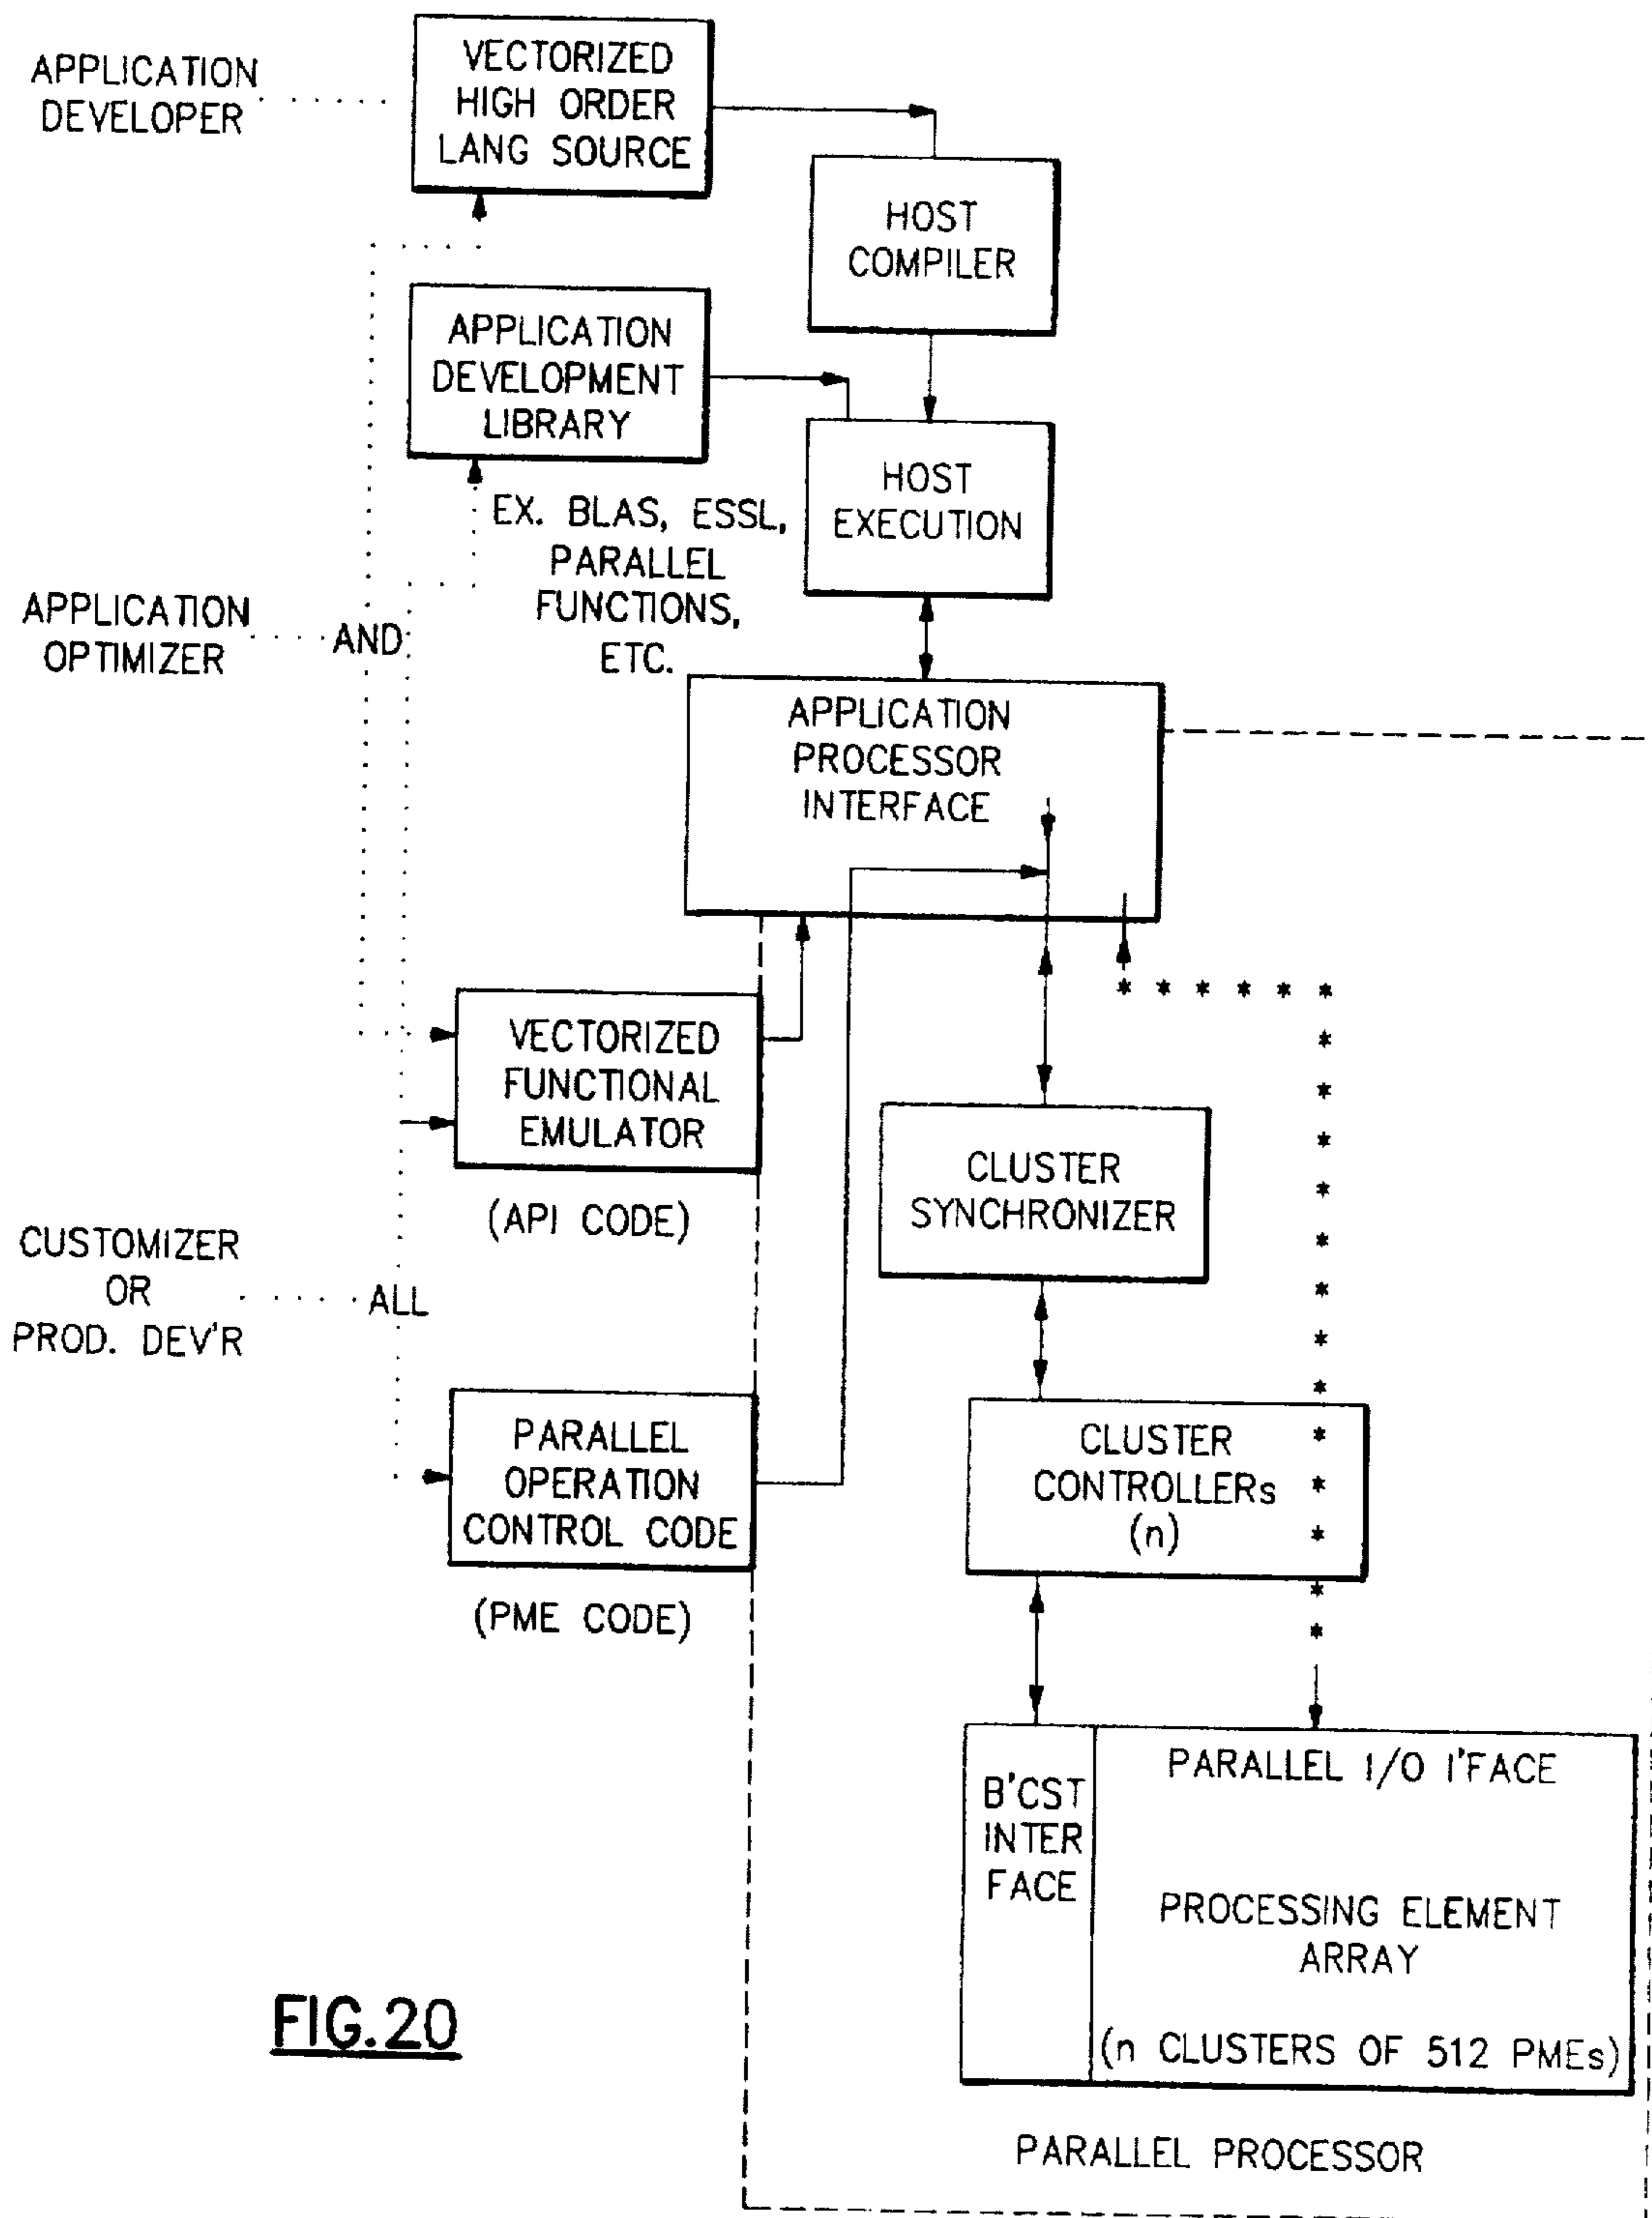 APPLICATION
DEVELOPER
VECTORIZED
HIGH ORDER
LANG SOURCE
HOST
COMPILER
APPLICATION
DEVELOPMENT
LIBRARY
HOST
EXECUTION
EX. BLAS, ESSL,
PARALLEL
FUNCTIONS,
ETC.
APPLICATION
OPTIMIZER
AND
APPLICATION
PROCESSOR
INTERFACE
VECTORIZED
FUNCTIONAL
EMULATOR
(API CODE)
CLUSTER
SYNCHRONIZER
CUSTOMIZER
OR
PROD. DEV'R
ALL
PARALLEL
OPERATION
CONTROL CODE
(PME CODE)
CLUSTER
CONTROLLERs
(n)
B'CST
INTER
FACE
PARALLEL I/O I'FACE
PROCESSING ELEMENT
ARRAY
(n CLUSTERS OF 512 PMEs)
FIG.20
PARALLEL PROCESSOR